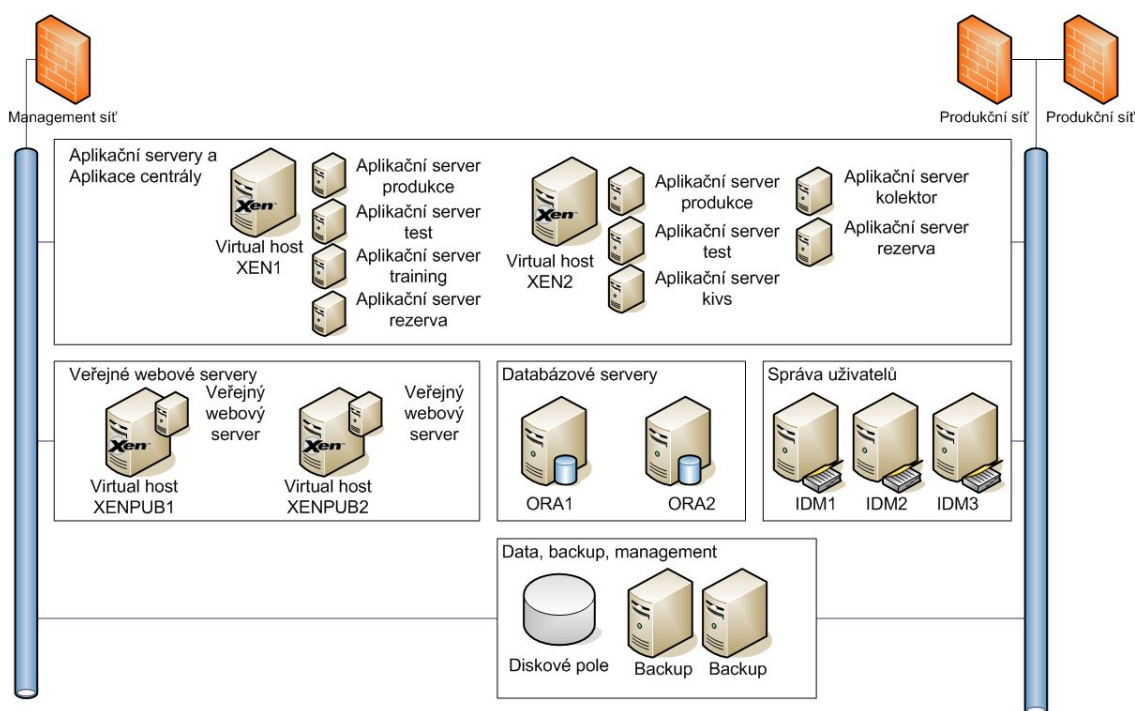 Management síť
Produkční síť
Produkční síť
Aplikační servery a
Aplikace centrály
Xen
Virtual host
XEN1
Aplikační server
produkce
Aplikační server
test
Aplikační server
training
Aplikační server
rezerva
Xen
Virtual host
XEN2
Aplikační server
produkce
Aplikační server
test
Aplikační server
kivs
Aplikační server
kolektor
Aplikační server
rezerva
Veřejné webové servery
Xen
Veřejný
webový
server
Virtual host
XENPUB1
Xen
Veřejný
webový
server
Virtual host
XENPUB2
Databázové servery
ORA1
ORA2
Správa uživatelů
IDM1
IDM2
IDM3
Data, backup, management
Diskové pole
Backup
Backup